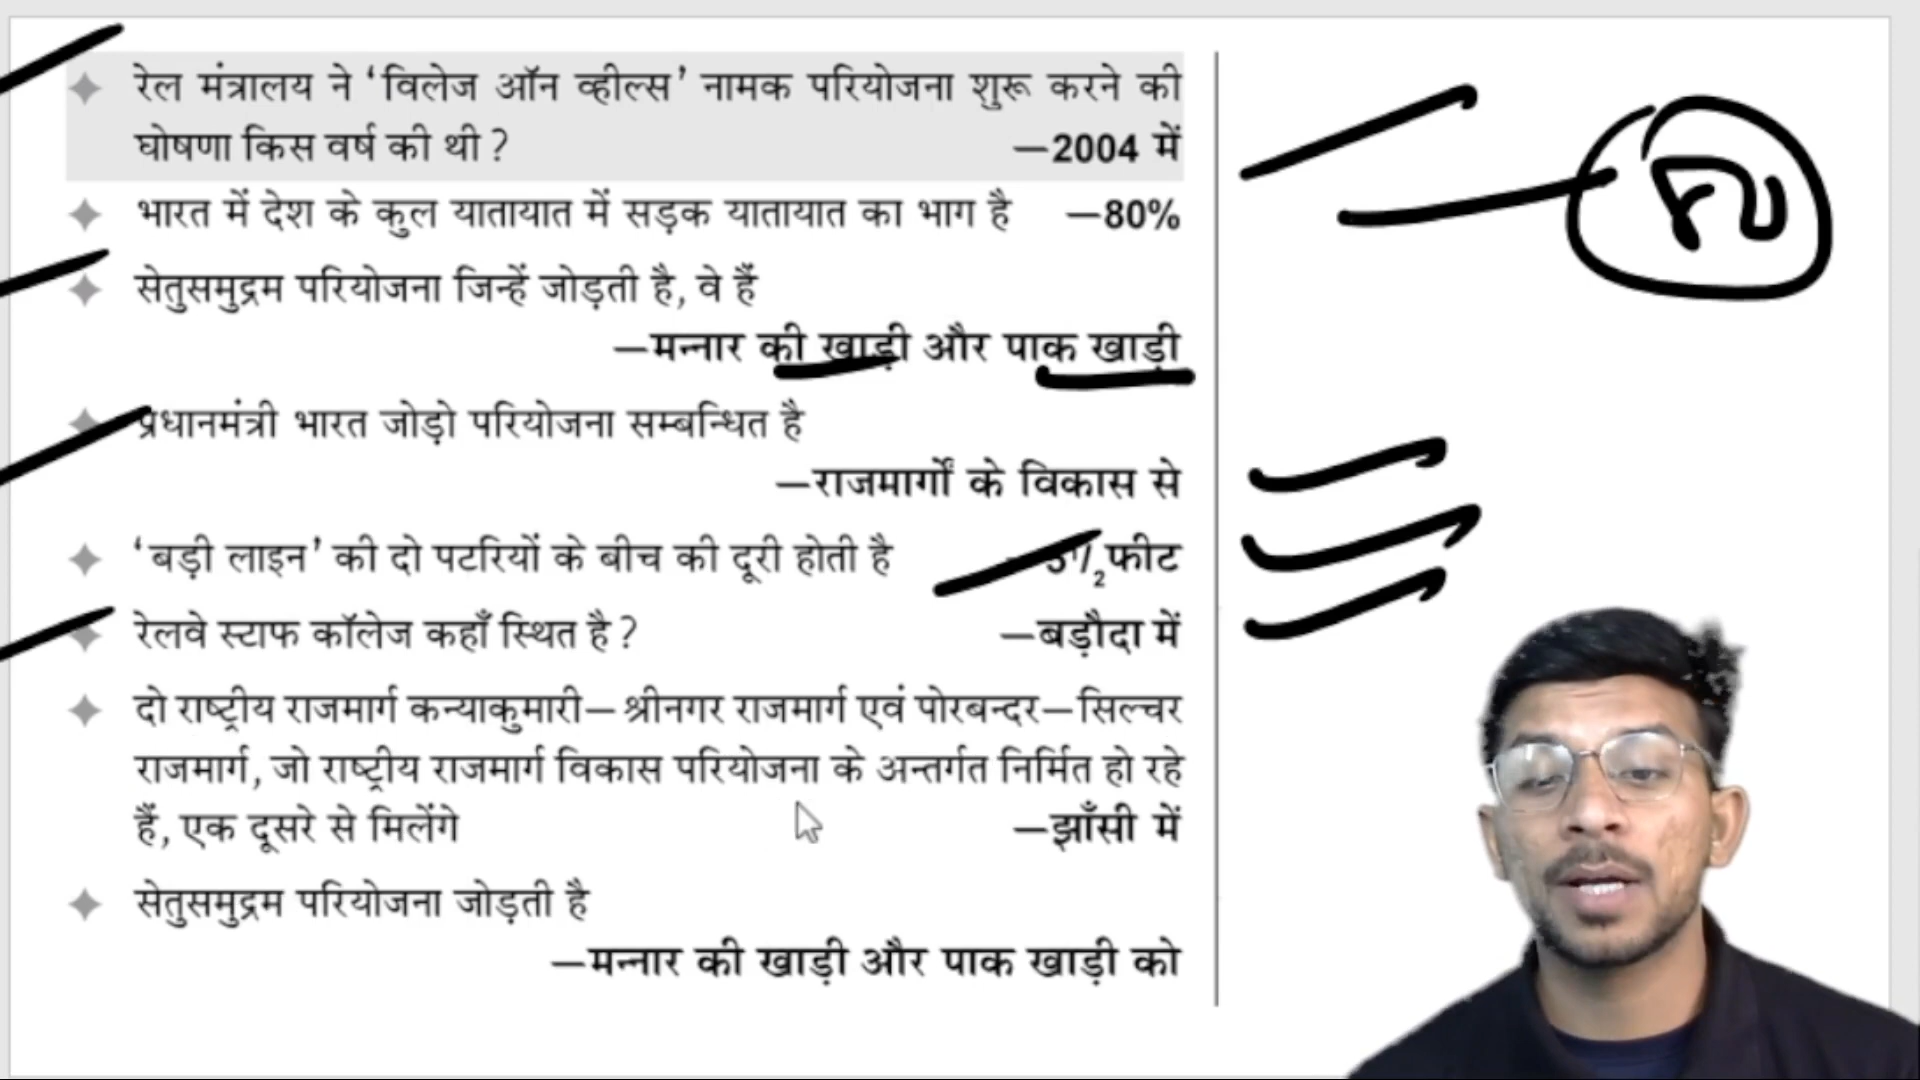 रेल मंत्रालय ने ‘विलेज ऑन व्हील्स’ नामक परियोजना शुरू करने की
घोषणा किस वर्ष की थी ? —2004 में
भारत में देश के कुल यातायात में सड़क यातायात का भाग है —80%
सेतुसमुद्रम परियोजना जिन्हें जोड़ती है, वे हैं
—मन्नार की खाड़ी और पाक खाड़ी
प्रधानमंत्री भारत जोड़ो परियोजना सम्बन्धित है
—राजमार्गों के विकास से
‘बड़ी लाइन’ की दो पटरियों के बीच की दूरी होती है फीट
रेलवे स्टाफ कॉलेज कहाँ स्थित है ? —बड़ौदा में
दो राष्ट्रीय राजमार्ग कन्याकुमारी—श्रीनगर राजमार्ग एवं पोरबन्दर—सिल्चर
राजमार्ग, जो राष्ट्रीय राजमार्ग विकास परियोजना के अन्तर्गत निर्मित हो रहे
हैं, एक दूसरे से मिलेंगे —झाँसी में
सेतुसमुद्रम परियोजना जोड़ती है
—मन्नार की खाड़ी और पाक खाड़ी को